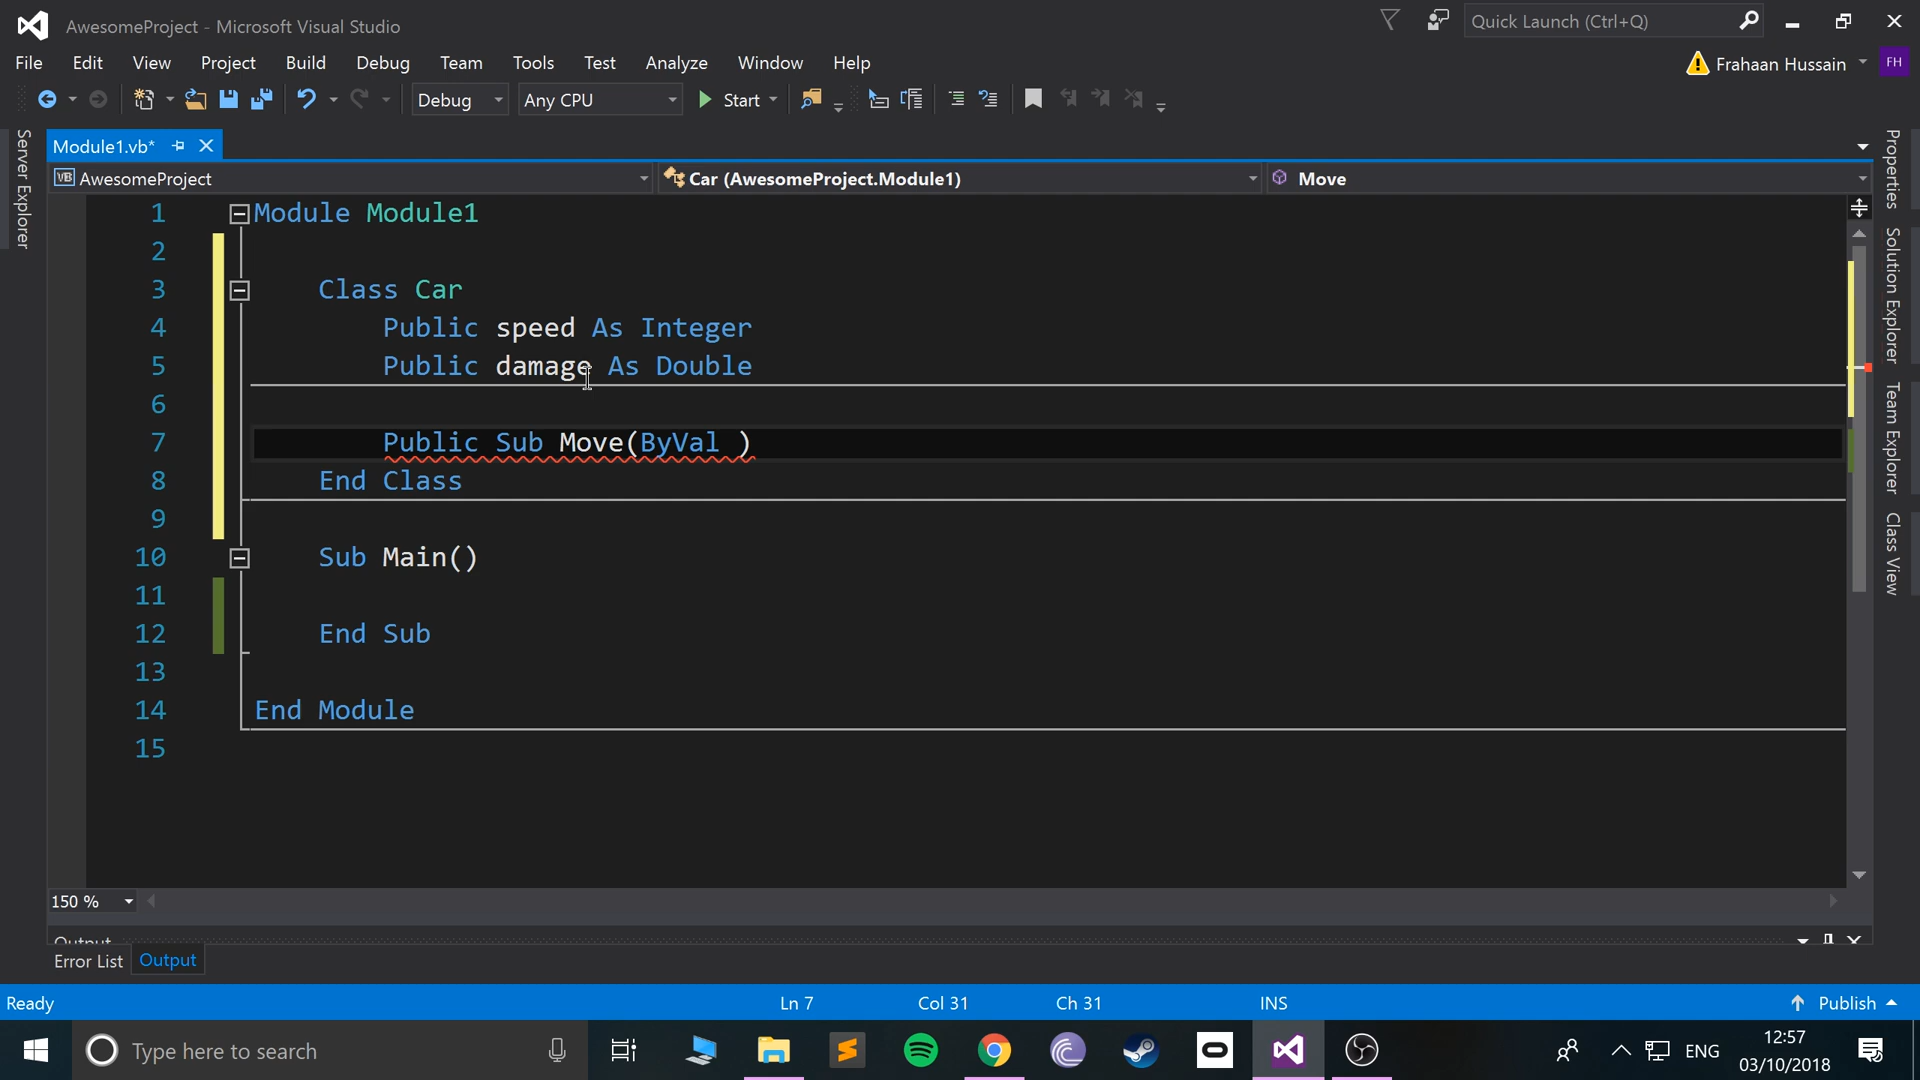 AwesomeProject - Microsoft Visual Studio
Quick Launch (Ctrl+Q)
File Edit View Project Build Debug Team Tools Test Analyze Window Help
Frahaan Hussain FH
Debug Any CPU Start
Server Explorer
Module1.vb*
VB AwesomeProject Car (AwesomeProject.Module1) Move
1 Module Module1
2
3 Class Car
4 Public speed As Integer
5 Public damage As Double
6
7 Public Sub Move(ByVal )
8 End Class
9
10 Sub Main()
11
12 End Sub
13
14 End Module
15
Properties
Solution Explorer
Team Explorer
Class View
150 %
Output
Error List Output
Ready Ln 7 Col 31 Ch 31 INS Publish
Type here to search
ENG
12:57
03/10/2018